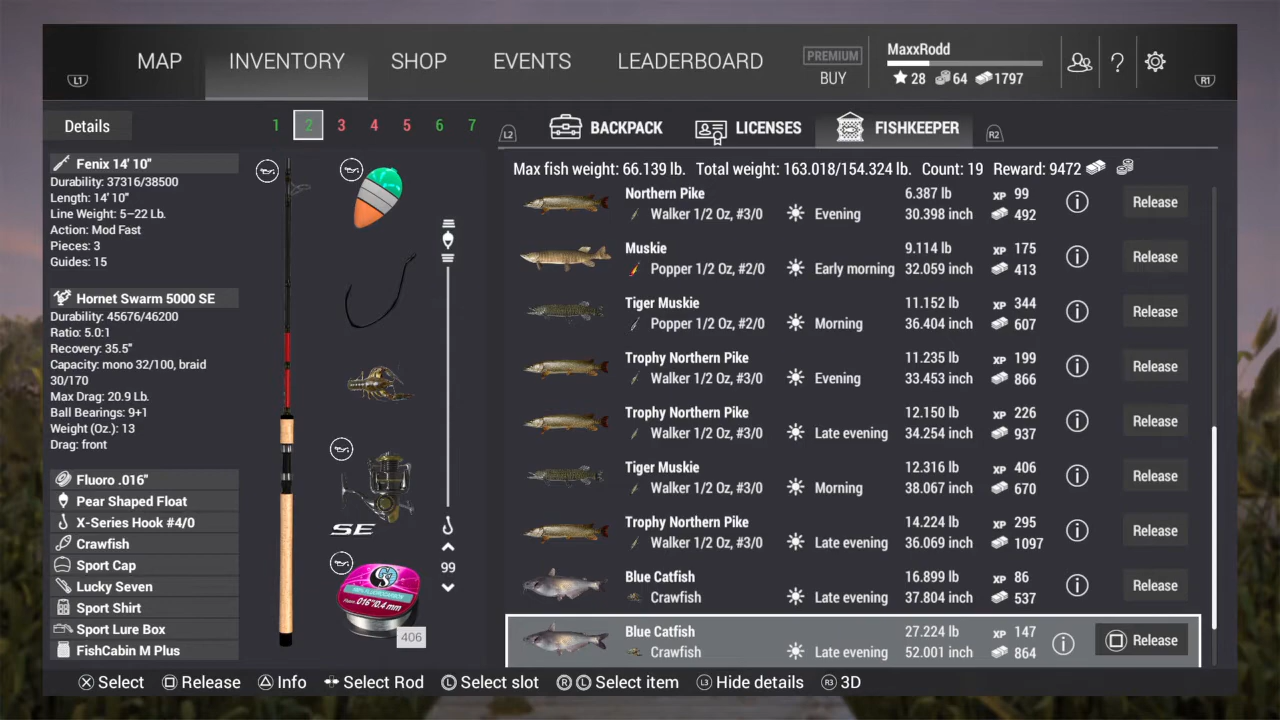 MAP
INVENTORY
SHOP
EVENTS
LEADERBOARD
PREMIUM
BUY
MaxxRodd
28 64 1797
L1
R1
Details
1 2 3 4 5 6 7
L2
BACKPACK
LICENSES
FISHKEEPER
R2
Max fish weight: 66.139 lb. Total weight: 163.018/154.324 lb. Count: 19 Reward: 9472
Fenix 14' 10"
Durability: 37316/38500
Length: 14' 10"
Line Weight: 5–22 Lb.
Action: Mod Fast
Pieces: 3
Guides: 15
Hornet Swarm 5000 SE
Durability: 45676/46200
Ratio: 5.0:1
Recovery: 35.5"
Capacity: mono 32/100, braid
30/170
Max Drag: 20.9 Lb.
Ball Bearings: 9+1
Weight (Oz.): 13
Drag: front
Fluoro .016"
Pear Shaped Float
X-Series Hook #4/0
Crawfish
Sport Cap
Lucky Seven
Sport Shirt
Sport Lure Box
FishCabin M Plus
SE
.016"/0.4 mm
406
99
Northern Pike 6.387 lb XP 99
Walker 1/2 Oz, #3/0 Evening 30.398 inch 492
Release
Muskie 9.114 lb XP 175
Popper 1/2 Oz, #2/0 Early morning 32.059 inch 413
Release
Tiger Muskie 11.152 lb XP 344
Popper 1/2 Oz, #2/0 Morning 36.404 inch 607
Release
Trophy Northern Pike 11.235 lb XP 199
Walker 1/2 Oz, #3/0 Evening 33.453 inch 866
Release
Trophy Northern Pike 12.150 lb XP 226
Walker 1/2 Oz, #3/0 Late evening 34.254 inch 937
Release
Tiger Muskie 12.316 lb XP 406
Walker 1/2 Oz, #3/0 Morning 38.067 inch 670
Release
Trophy Northern Pike 14.224 lb XP 295
Walker 1/2 Oz, #3/0 Late evening 36.069 inch 1097
Release
Blue Catfish 16.899 lb XP 86
Crawfish Late evening 37.804 inch 537
Release
Blue Catfish 27.224 lb XP 147
Crawfish Late evening 52.001 inch 864
Release
Select Release Info Select Rod L Select slot R L Select item L3 Hide details R3 3D